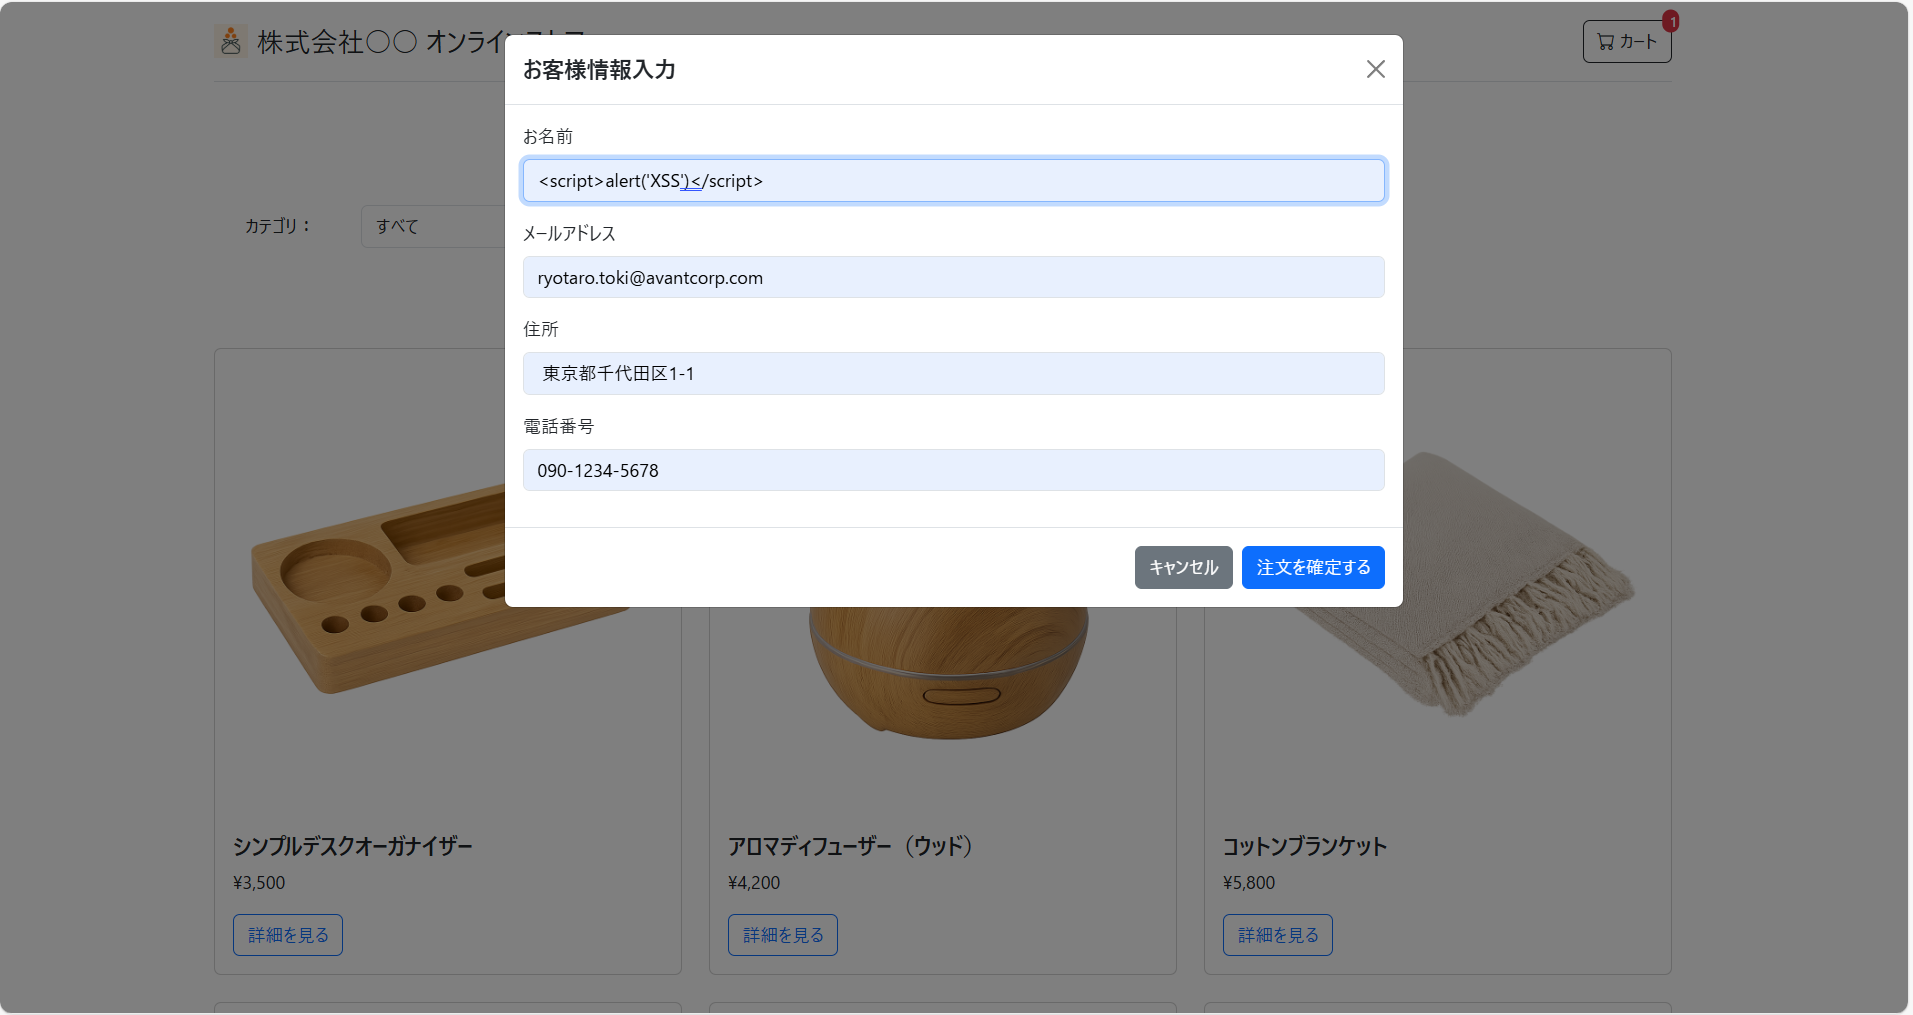 株式会社〇〇 オンラインストア
1
カート
お客様情報入力
お名前
<script>alert('XSS')</script>
カテゴリ：
すべて
メールアドレス
ryotaro.toki@avantcorp.com
住所
東京都千代田区1-1
電話番号
090-1234-5678
キャンセル
注文を確定する
シンプルデスクオーガナイザー
¥3,500
詳細を見る
アロマディフューザー（ウッド）
¥4,200
詳細を見る
コットンブランケット
¥5,800
詳細を見る